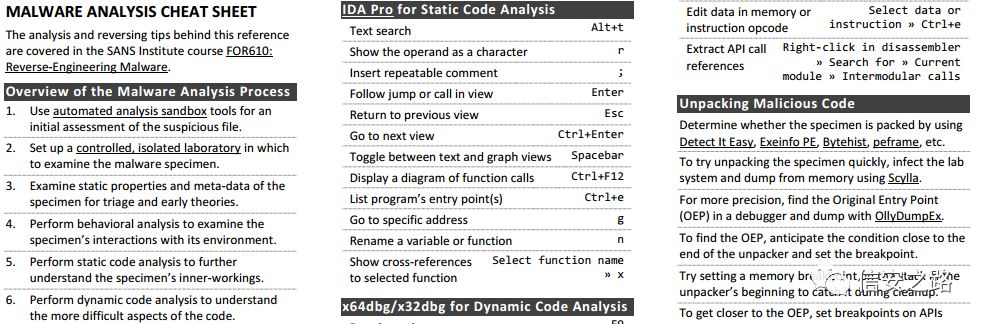 MALWARE ANALYSIS CHEAT SHEET
The analysis and reversing tips behind this reference
are covered in the SANS Institute course FOR610:
Reverse-Engineering Malware.
Overview of the Malware Analysis Process
1. Use automated analysis sandbox tools for an
initial assessment of the suspicious file.
2. Set up a controlled, isolated laboratory in which
to examine the malware specimen.
3. Examine static properties and meta-data of the
specimen for triage and early theories.
4. Perform behavioral analysis to examine the
specimen's interactions with its environment.
5. Perform static code analysis to further
understand the specimen's inner-workings.
6. Perform dynamic code analysis to understand
the more difficult aspects of the code.
IDA Pro for Static Code Analysis
Text search Alt+t
Show the operand as a character r
Insert repeatable comment ;
Follow jump or call in view Enter
Return to previous view Esc
Go to next view Ctrl+Enter
Toggle between text and graph views Spacebar
Display a diagram of function calls Ctrl+F12
List program's entry point(s) Ctrl+e
Go to specific address g
Rename a variable or function n
Show cross-references Select function name
to selected function » x
x64dbg/x32dbg for Dynamic Code Analysis
Edit data in memory or Select data or
instruction opcode instruction » Ctrl+e
Extract API call Right-click in disassembler
references » Search for » Current
module » Intermodular calls
Unpacking Malicious Code
Determine whether the specimen is packed by using
Detect It Easy, Exeinfo PE, Bytehist, peframe, etc.
To try unpacking the specimen quickly, infect the lab
system and dump from memory using Scylla.
For more precision, find the Original Entry Point
(OEP) in a debugger and dump with OllyDumpEx.
To find the OEP, anticipate the condition close to the
end of the unpacker and set the breakpoint.
Try setting a memory
unpacker's beginning to during cleanup.
To get closer to the OEP, set breakpoints on APIs
信安之路